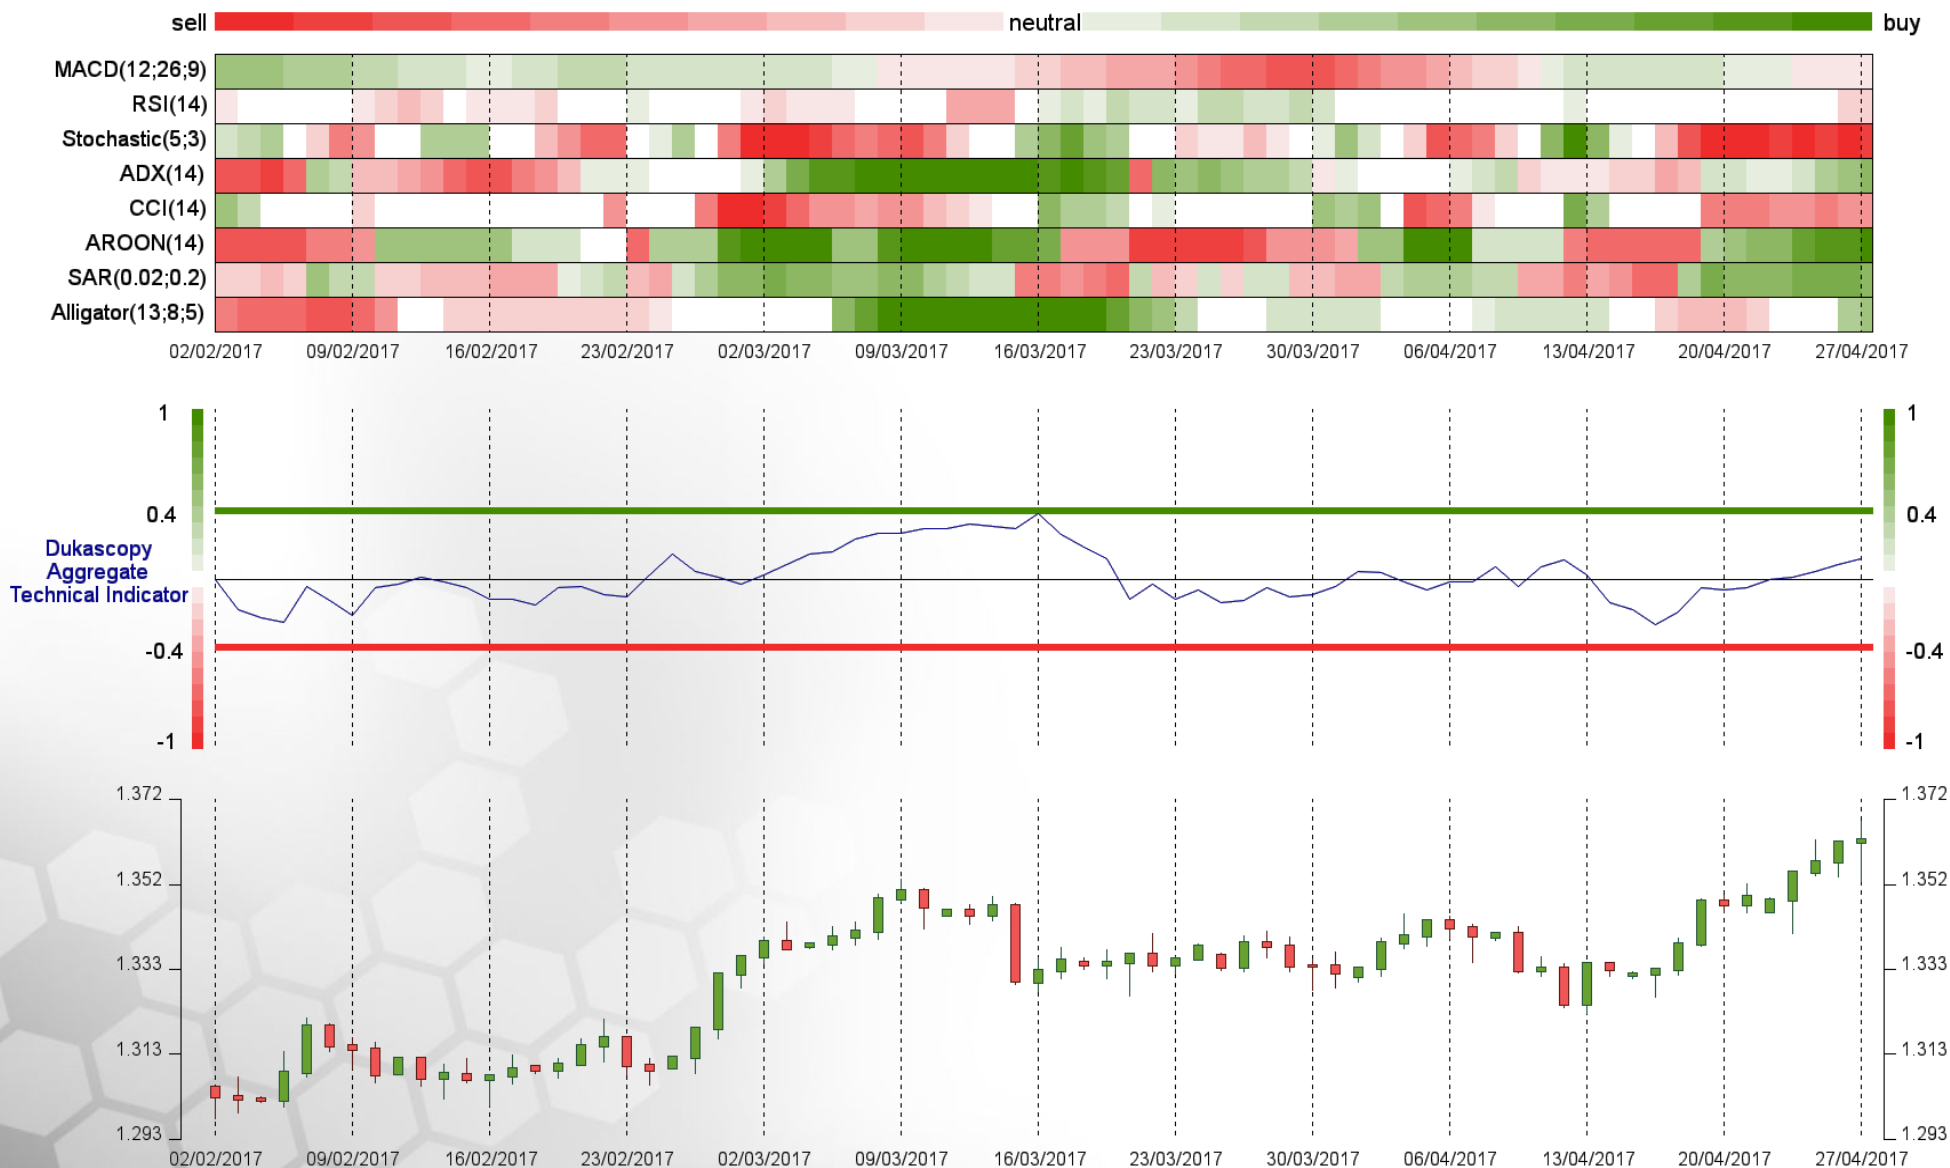 sell neutral buy
MACD(12;26;9)
RSI(14)
Stochastic(5;3)
ADX(14)
CCI(14)
AROON(14)
SAR(0.02;0.2)
Alligator(13;8;5)
02/02/2017 09/02/2017 16/02/2017 23/02/2017 02/03/2017 09/03/2017 16/03/2017 23/03/2017 30/03/2017 06/04/2017 13/04/2017 20/04/2017 27/04/2017
1 1
0.4 0.4
Dukascopy
Aggregate
Technical Indicator
-0.4 -0.4
-1 -1
1.372 1.372
1.352 1.352
1.333 1.333
1.313 1.313
1.293 1.293
02/02/2017 09/02/2017 16/02/2017 23/02/2017 02/03/2017 09/03/2017 16/03/2017 23/03/2017 30/03/2017 06/04/2017 13/04/2017 20/04/2017 27/04/2017